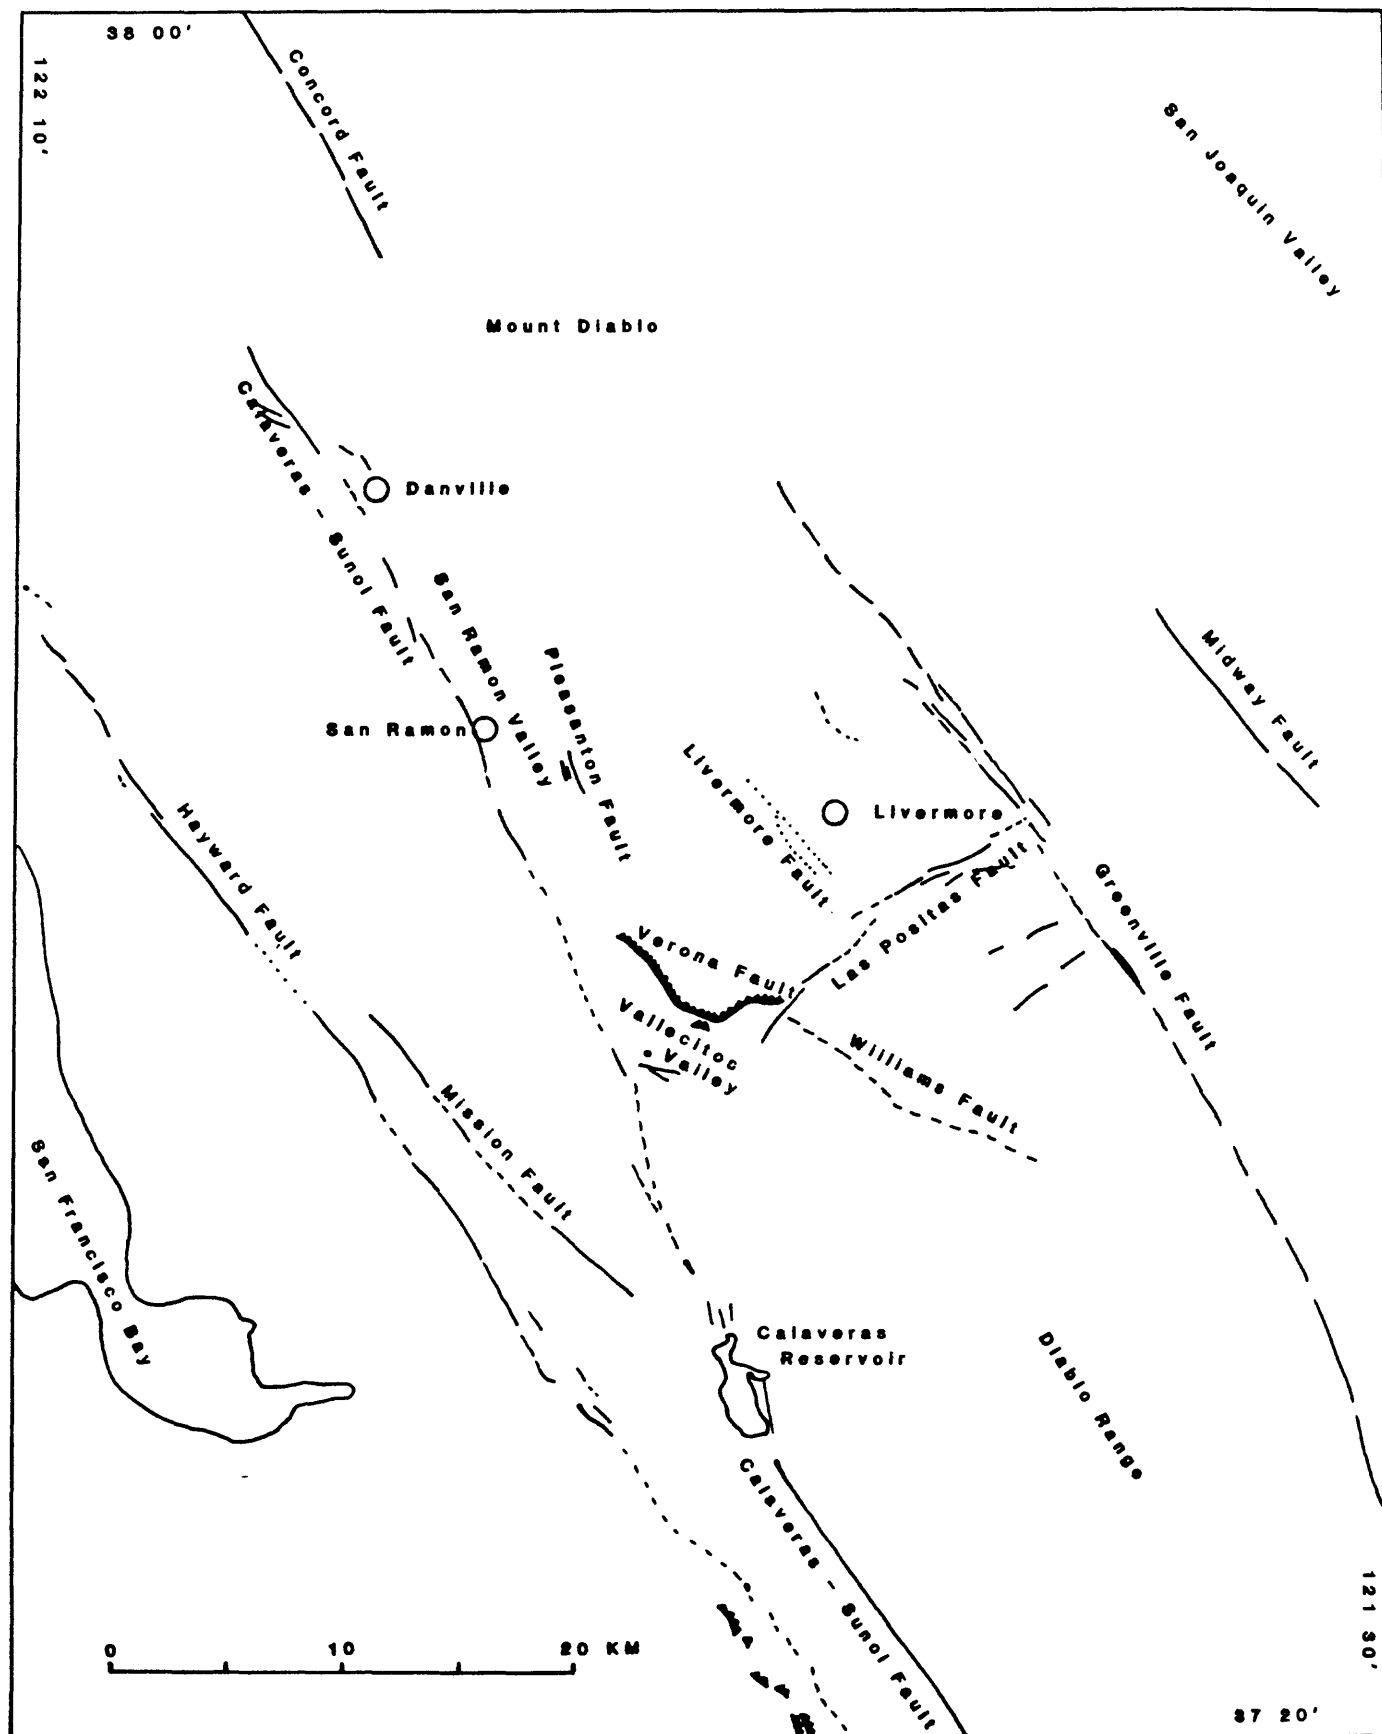 38 00'
122 10'
Concord Fault
San Joaquin Valley
Mount Diablo
Calaveras - Sunol Fault
Danville
San Ramon Valley
Pleasanton Fault
Midway Fault
San Ramon
Livermore Fault
Livermore
Hayward Fault
Las Positas Fault
Greenville Fault
Verona Fault
Vallecitoc
Valley
Williams Fault
Mission Fault
San Francisco Bay
Calaveras
Reservoir
Diablo Range
Calaveras - Sunol Fault
121 30'
0 10 20 KM
37 20'